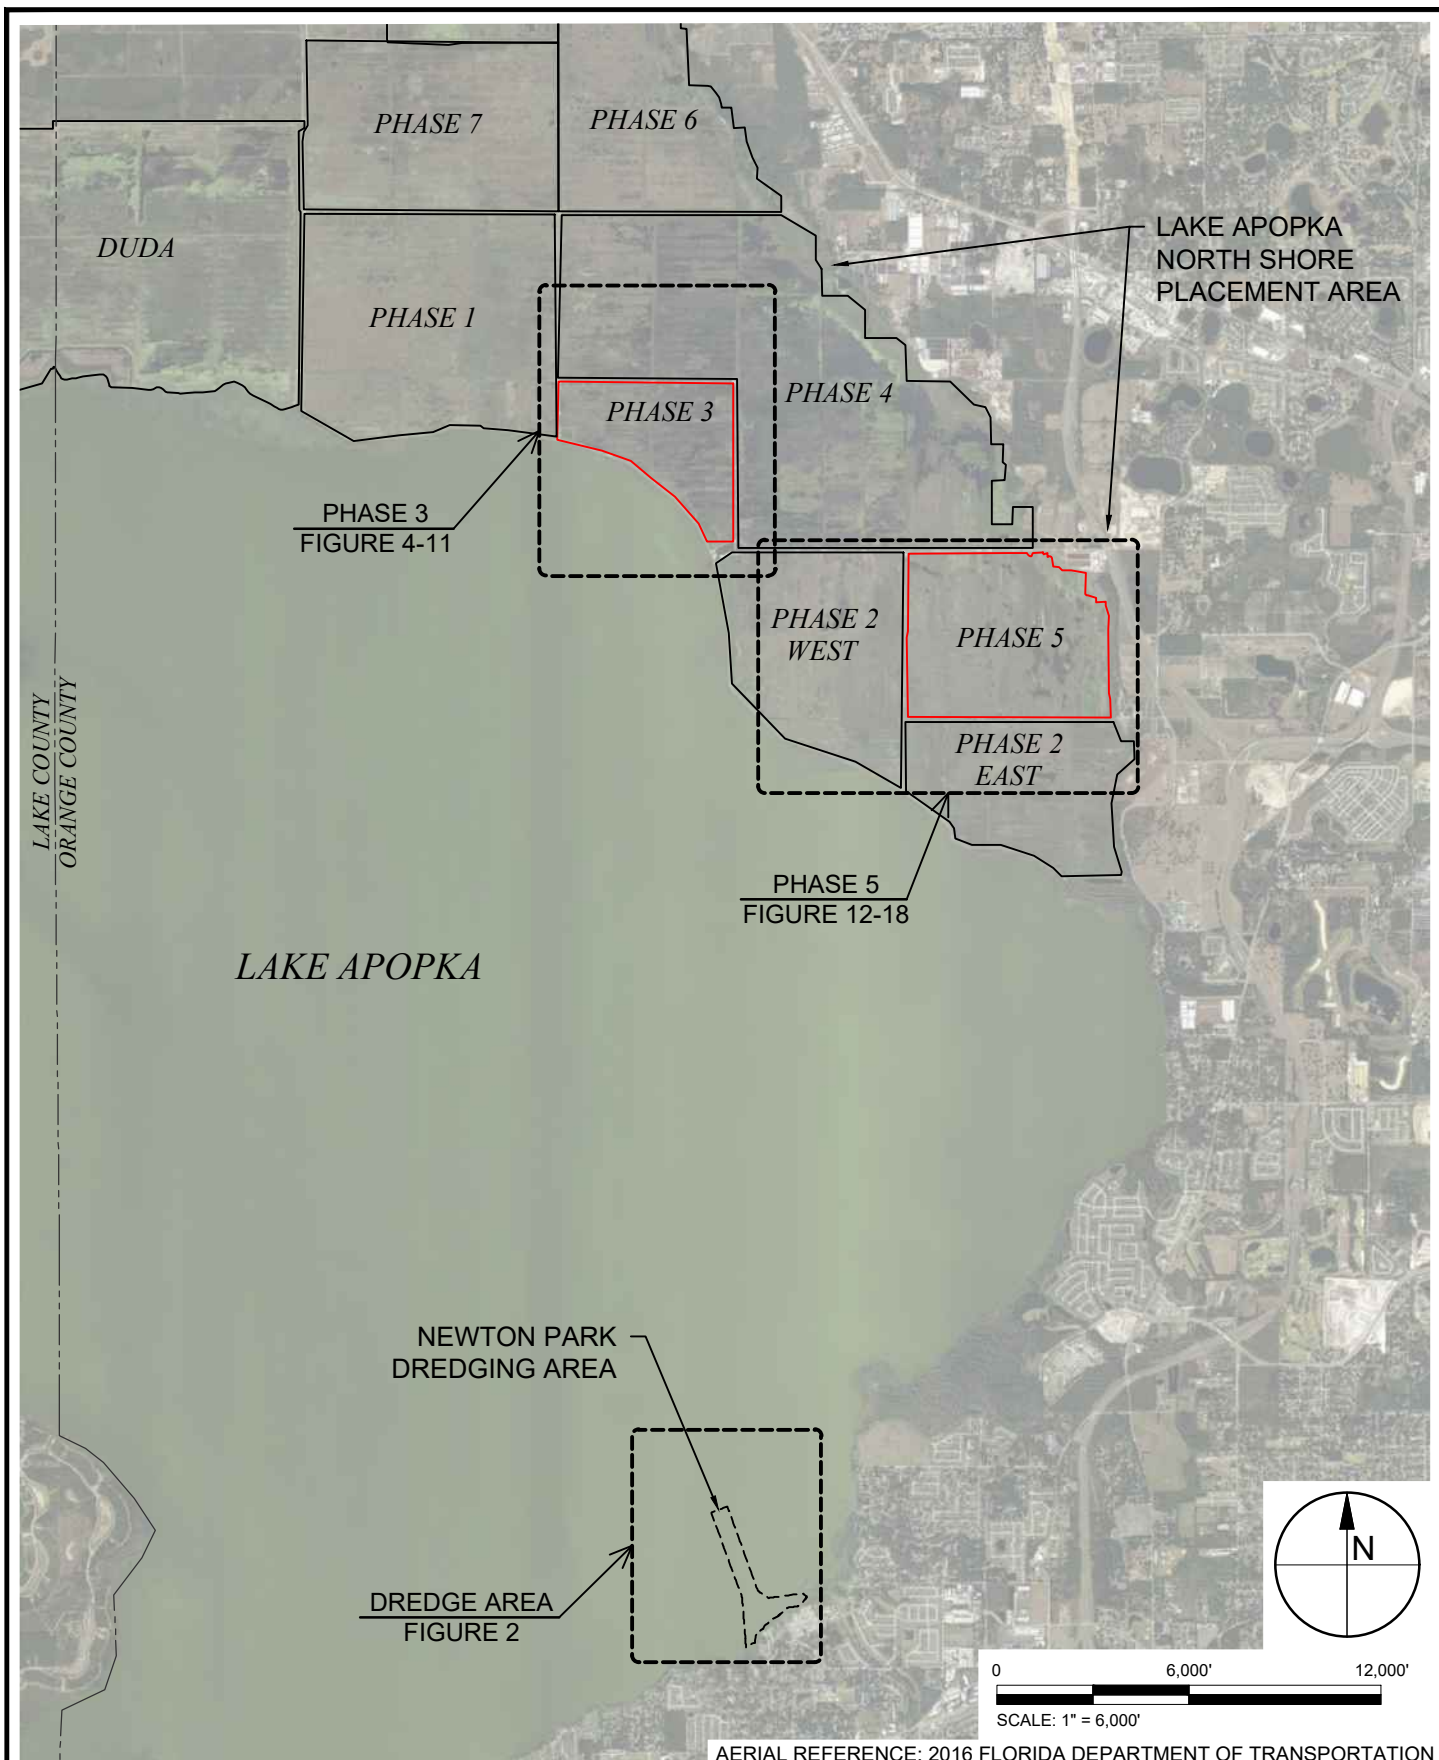 PHASE 7
PHASE 6
DUDA
LAKE APOPKA
NORTH SHORE
PLACEMENT AREA
PHASE 1
PHASE 4
PHASE 3
PHASE 3
FIGURE 4-11
PHASE 2
WEST
PHASE 5
PHASE 2
EAST
LAKE COUNTY
ORANGE COUNTY
PHASE 5
FIGURE 12-18
LAKE APOPKA
NEWTON PARK
DREDGING AREA
DREDGE AREA
FIGURE 2
N
0 6,000' 12,000'
SCALE: 1" = 6,000'
AERIAL REFERENCE: 2016 FLORIDA DEPARTMENT OF TRANSPORTATION